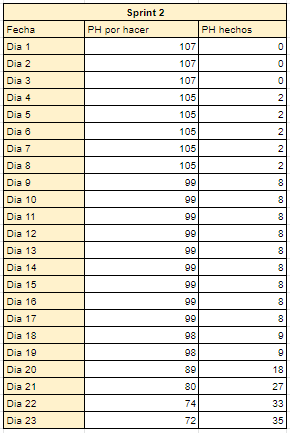 Sprint 2
Fecha PH por hacer PH hechos
Dia 1 107 0
Dia 2 107 0
Dia 3 107 0
Dia 4 105 2
Dia 5 105 2
Dia 6 105 2
Dia 7 105 2
Dia 8 105 2
Dia 9 99 8
Dia 10 99 8
Dia 11 99 8
Dia 12 99 8
Dia 13 99 8
Dia 14 99 8
Dia 15 99 8
Dia 16 99 8
Dia 17 99 8
Dia 18 98 9
Dia 19 98 9
Dia 20 89 18
Dia 21 80 27
Dia 22 74 33
Dia 23 72 35